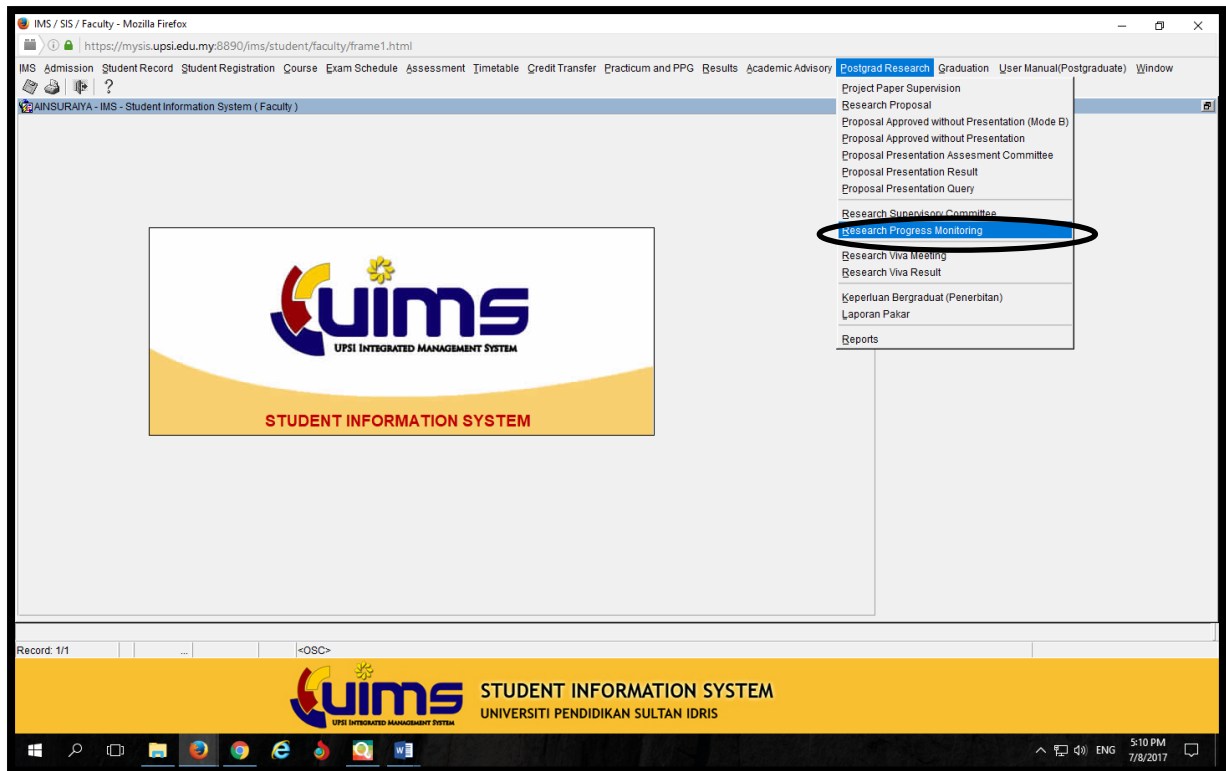 IMS / SIS / Faculty - Mozilla Firefox
https://mysis.upsi.edu.my:8890/ims/student/faculty/frame1.html
IMS Admission Student Record Student Registration Course Exam Schedule Assessment Timetable Credit Transfer Practicum and PPG Results Academic Advisory Postgrad Research Graduation User Manual(Postgraduate) Window
?
AINSURAIYA - IMS - Student Information System ( Faculty )
Project Paper Supervision
Research Proposal
Proposal Approved without Presentation (Mode B)
Proposal Approved without Presentation
Proposal Presentation Assesment Committee
Proposal Presentation Result
Proposal Presentation Query
Research Supervisory Committee
Research Progress Monitoring
Research Viva Meeting
Research Viva Result
Keperluan Bergraduat (Penerbitan)
Laporan Pakar
Reports
uims
UPSI INTEGRATED MANAGEMENT SYSTEM
STUDENT INFORMATION SYSTEM
Record: 1/1 ... <OSC>
uims
UPSI INTEGRATED MANAGEMENT SYSTEM
STUDENT INFORMATION SYSTEM
UNIVERSITI PENDIDIKAN SULTAN IDRIS
ENG
5:10 PM
7/8/2017